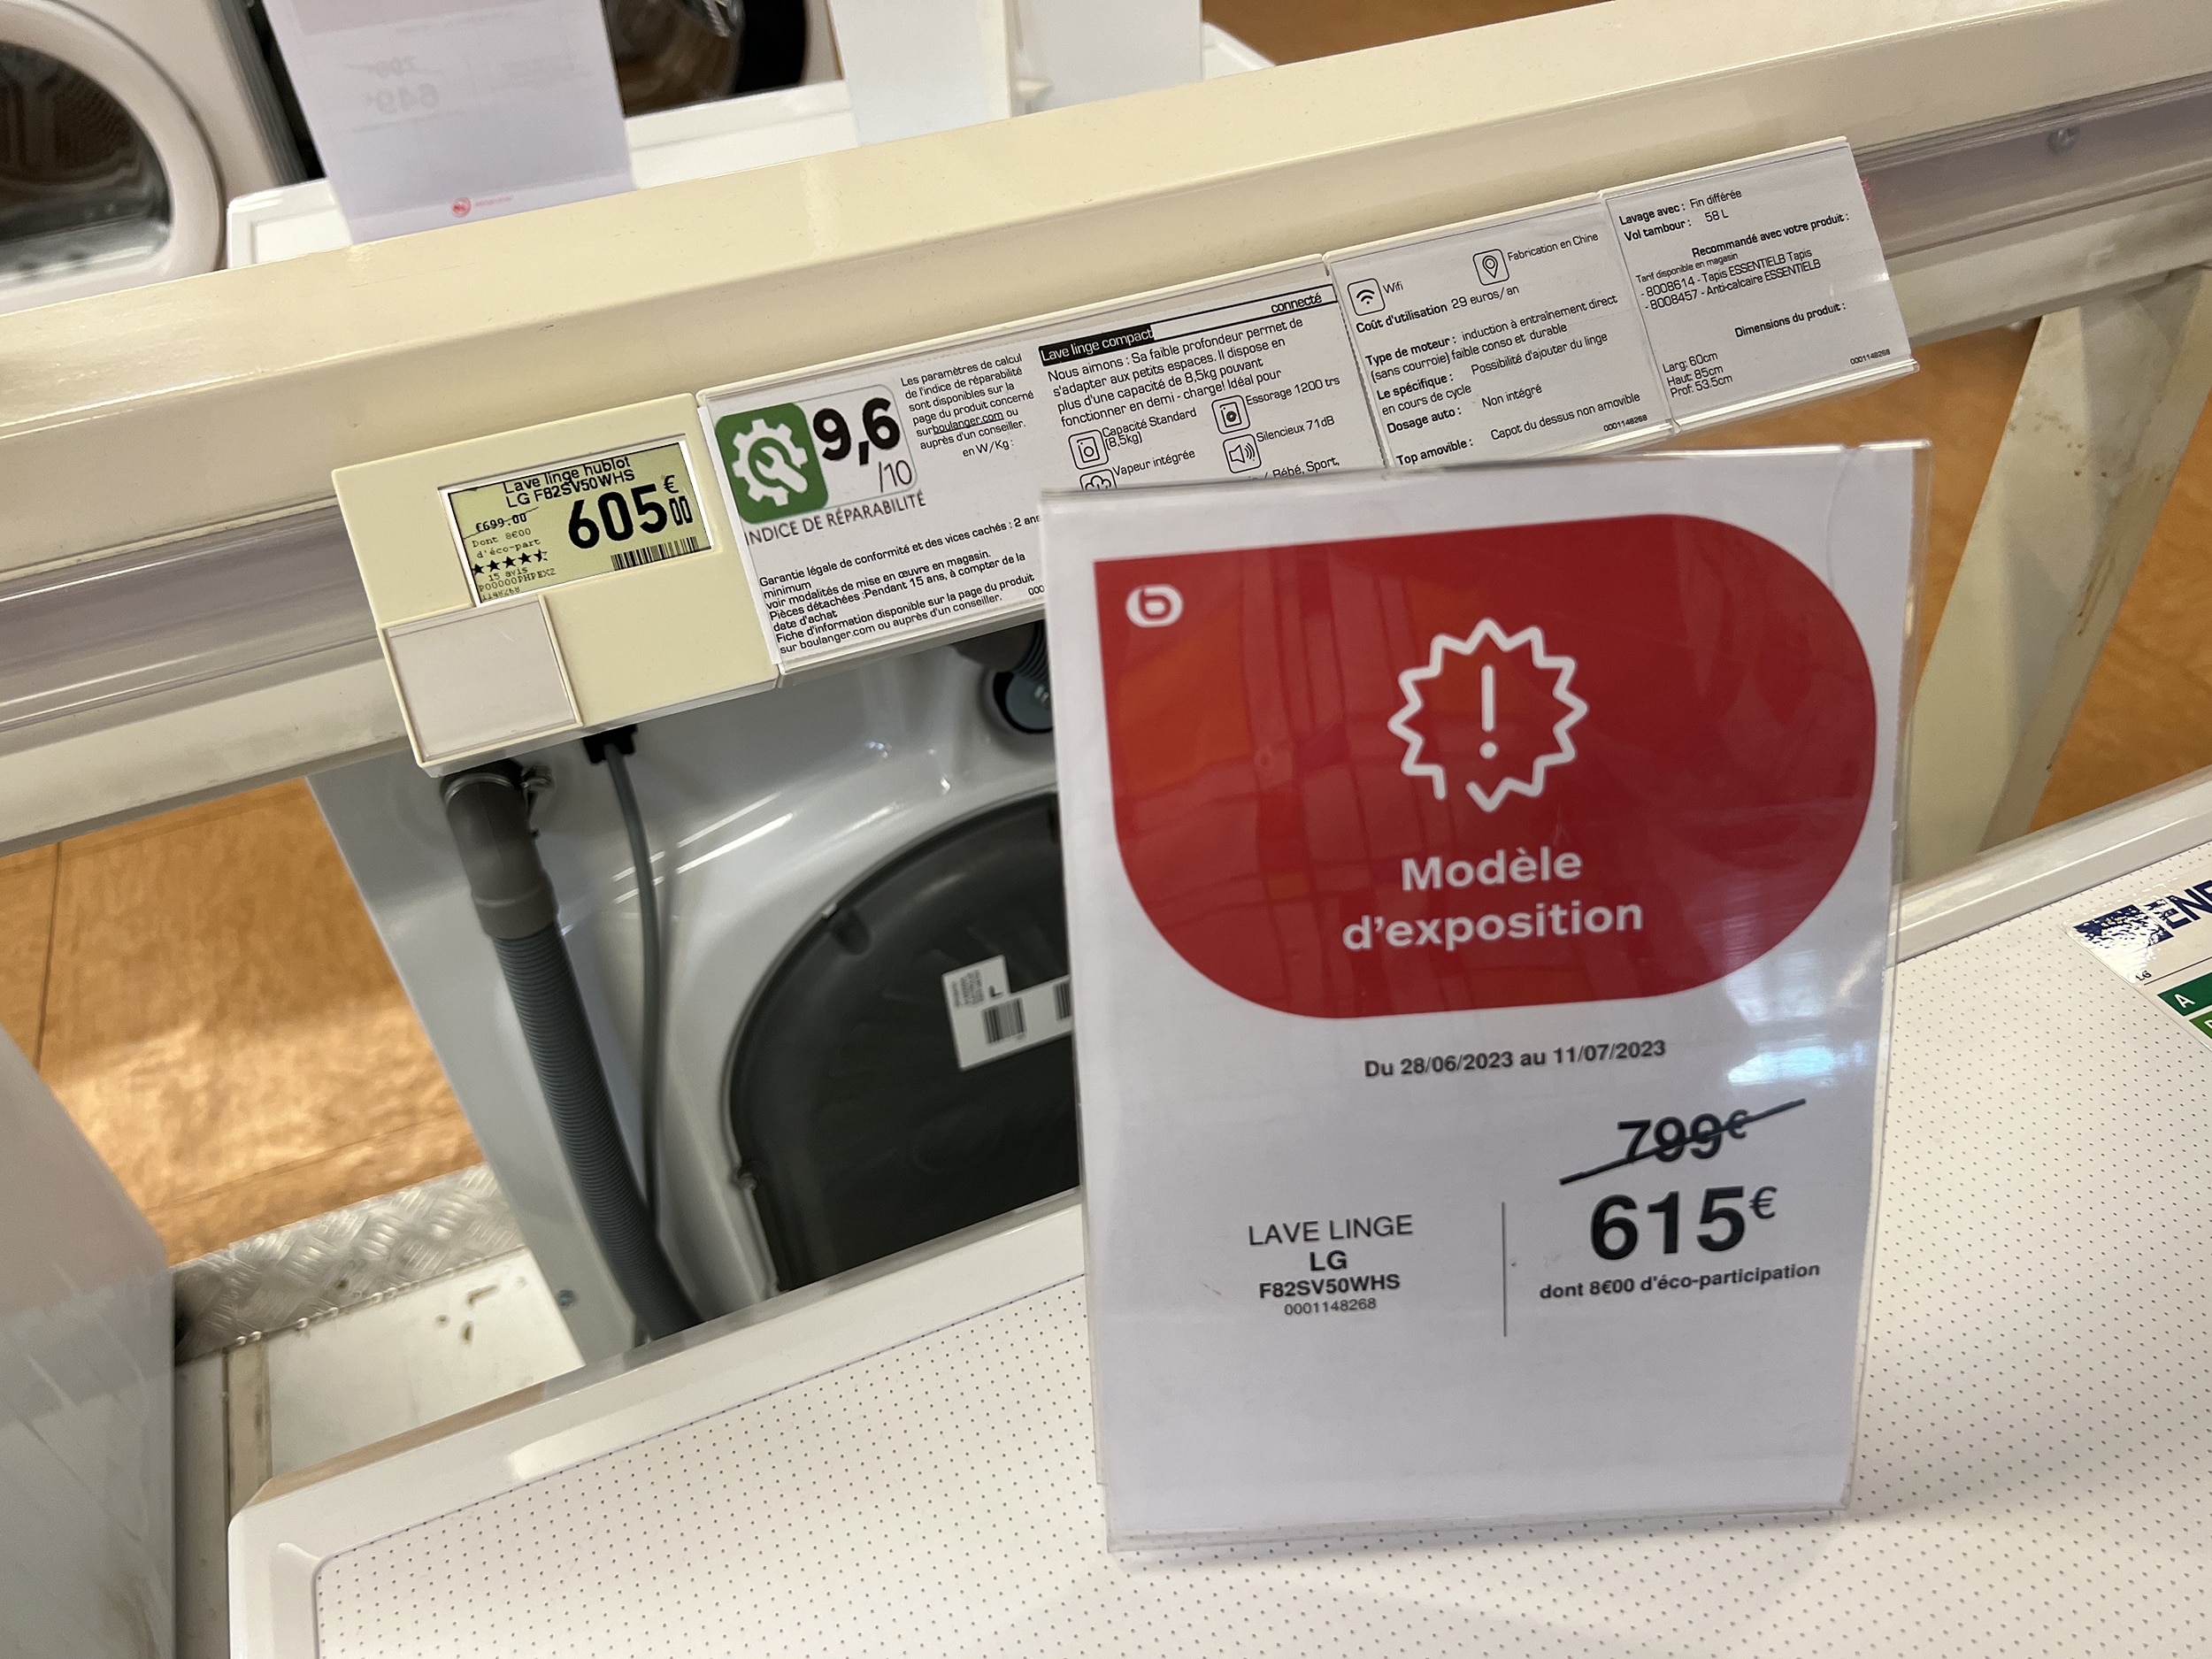 Lave linge hublot
LG F82SV50WHS
€699.00
605€00
Dont 8€00
d'éco-part
15 avis
P00000PHPEX2
9,6
/10
INDICE DE RÉPARABILITÉ
Les paramètres de calcul
de l'indice de réparabilité
sont disponibles sur la
page du produit concerné
surboulanger.com ou
auprès d'un conseiller.
en W/Kg :
Garantie légale de conformité et des vices cachés : 2 ans
minimum
voir modalités de mise en œuvre en magasin.
Pièces détachées :Pendant 15 ans, à compter de la
date d'achat
Fiche d'information disponible sur la page du produit
sur boulanger.com ou auprès d'un conseiller.
000
connecté
Lave linge compact
Nous aimons : Sa faible profondeur permet de
s'adapter aux petits espaces. Il dispose en
plus d'une capacité de 8,5kg pouvant
fonctionner en demi - charge! Idéal pour
Capacité Standard
(8.5kg)
Essorage 1200 trs
Vapeur intégrée
Silencieux 71dB
/ Bébé, Sport,
Wifi
Fabrication en Chine
Coût d'utilisation 29 euros/an
Type de moteur : induction à entraînement direct
(sans courroie) faible conso et durable
Le spécifique : Possibilité d'ajouter du linge
en cours de cycle
Dosage auto : Non intégré
Top amovible : Capot du dessus non amovible
0001148268
Lavage avec : Fin différée
Vol tambour : 58 L
Recommandé avec votre produit :
Tarif disponible en magasin
- 8008614 - Tapis ESSENTIELB Tapis
- 8008457 - Anti-calcaire ESSENTIELB
Dimensions du produit :
Larg: 60cm
Haut: 85cm
Prof: 53.5cm
0001148268
Modèle
d'exposition
Du 28/06/2023 au 11/07/2023
799€
615€
dont 8€00 d'éco-participation
LAVE LINGE
LG
F82SV50WHS
0001148268
LG
A